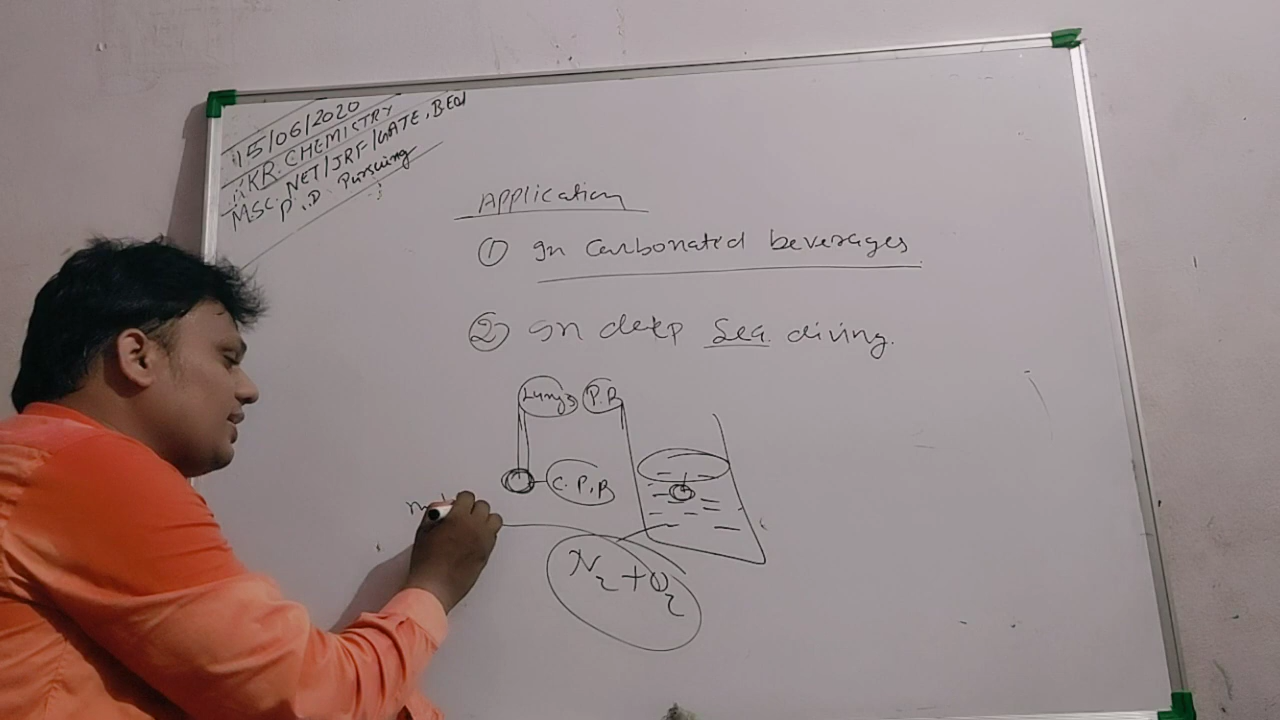 15/06/2020
KR. CHEMISTRY
MSC. NET/JRF/GATE, BEd
P.D Pursuing
Application
① In Carbonated beverages
② In deep Sea diving.
Lungs P.B
C.P.B
N2+O2